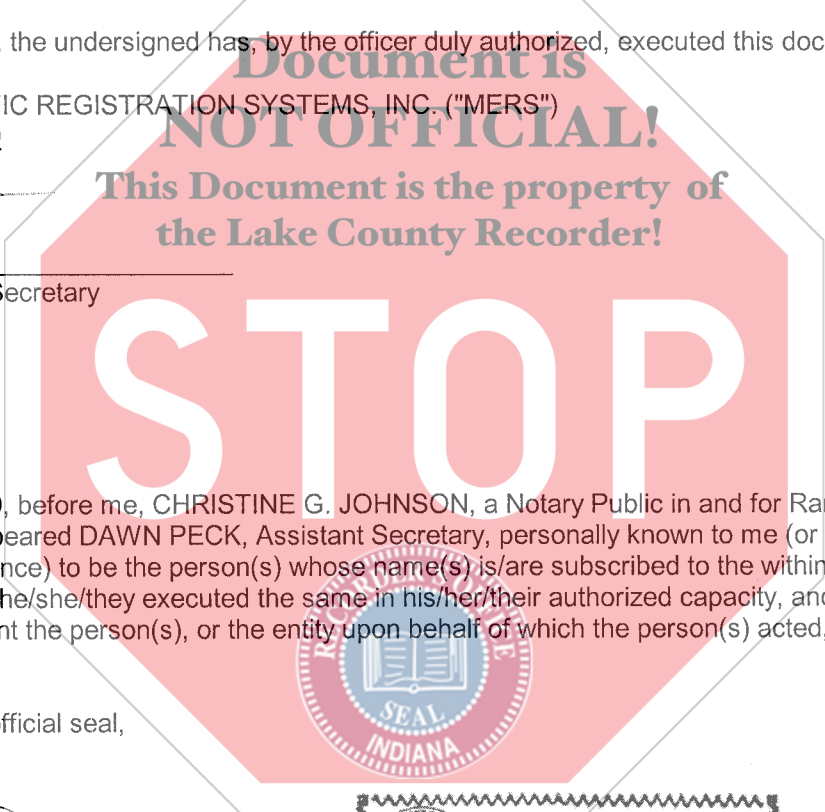 , the undersigned has, by the officer duly authorized, executed this doc
Document is
IC REGISTRATION SYSTEMS, INC. ("MERS")
NOT OFFICIAL!
This Document is the property of
the Lake County Recorder!
Secretary
STOP
, before me, CHRISTINE G. JOHNSON, a Notary Public in and for Ra
eared DAWN PECK, Assistant Secretary, personally known to me (or
nce) to be the person(s) whose name(s) is/are subscribed to the within
he/she/they executed the same in his/her/their authorized capacity, and
nt the person(s), or the entity upon behalf of which the person(s) acted,
RECORDER
SEAL
INDIANA
fficial seal,